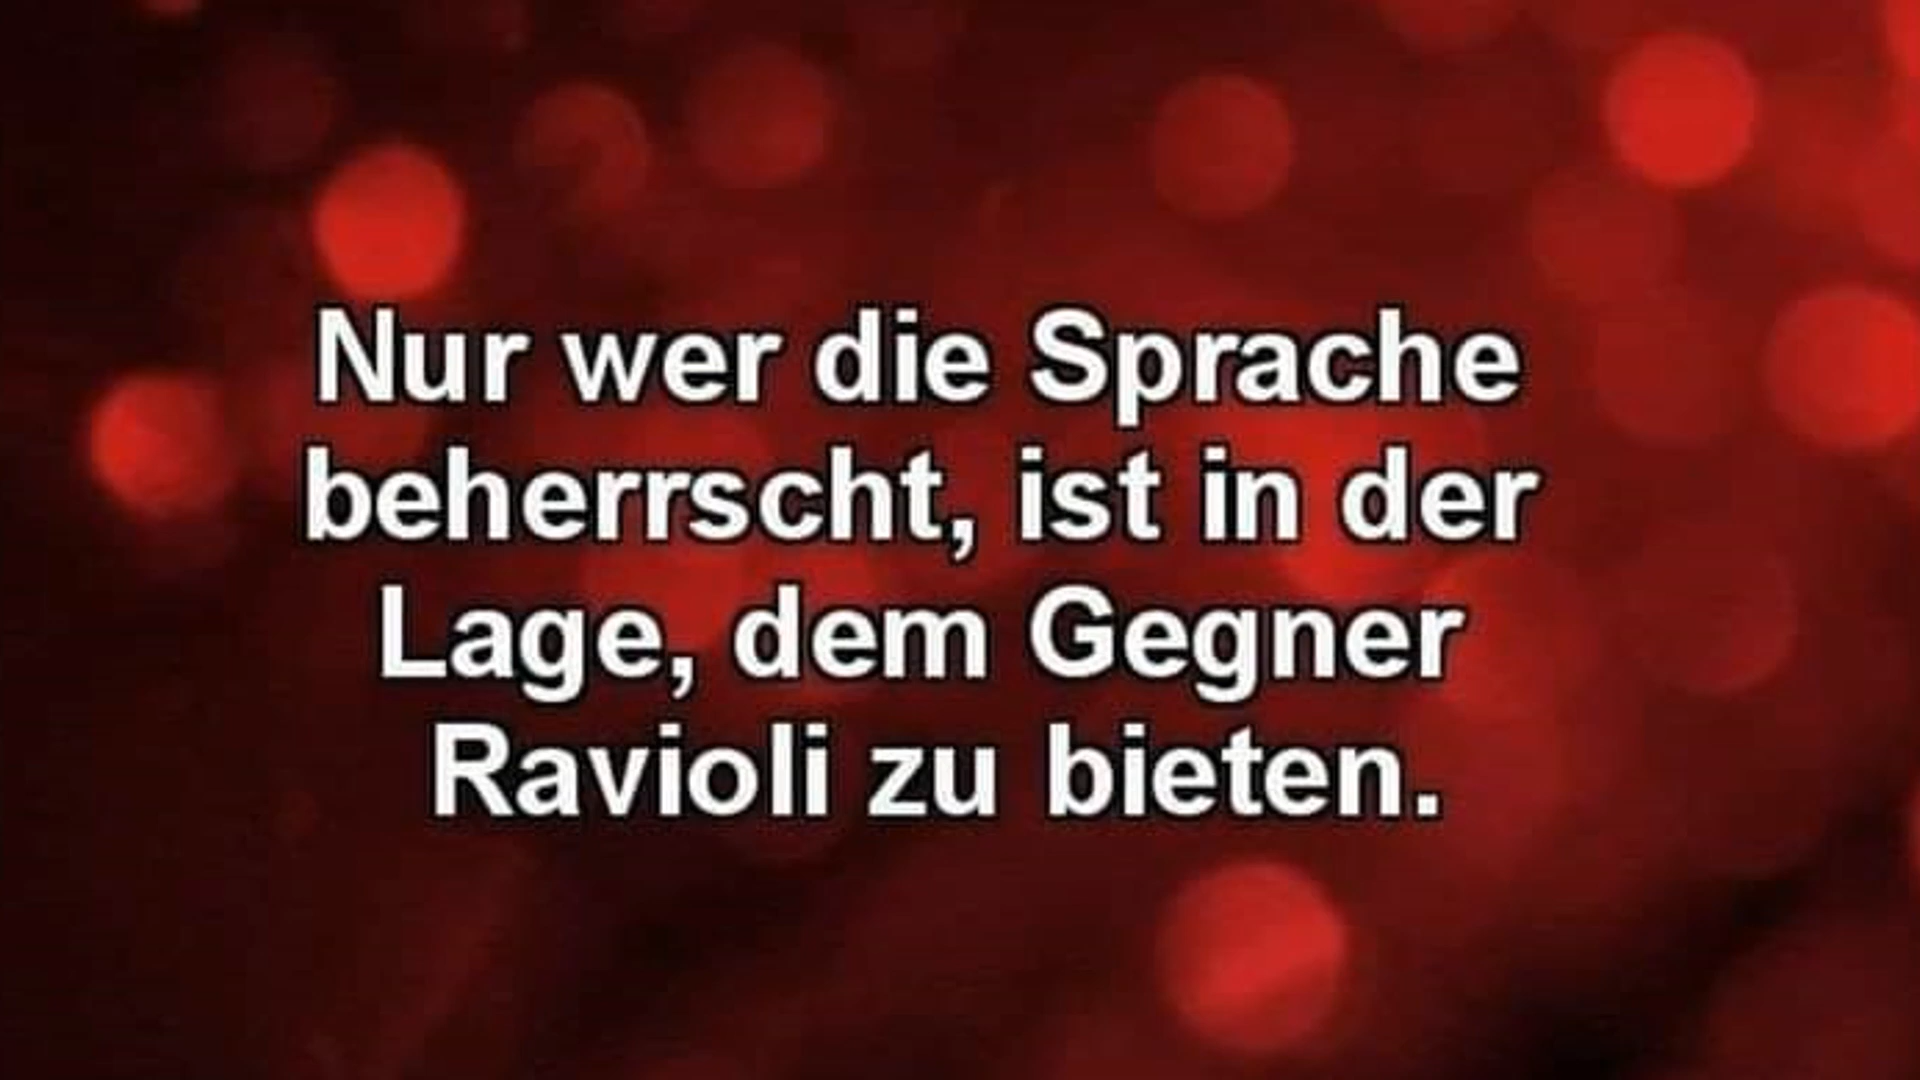 Nur wer die Sprache
beherrscht, ist in der
Lage, dem Gegner
Ravioli zu bieten.